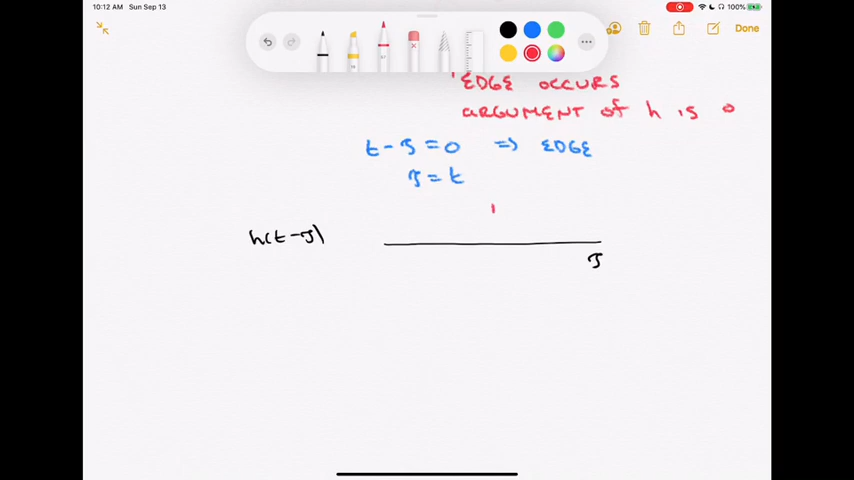 10:12 AM Sun Sep 13
100%
Done
EDGE OCCURS
ARGUMENT of h is 0
t - τ = 0 => EDGE
τ = t
h(t - τ)
τ